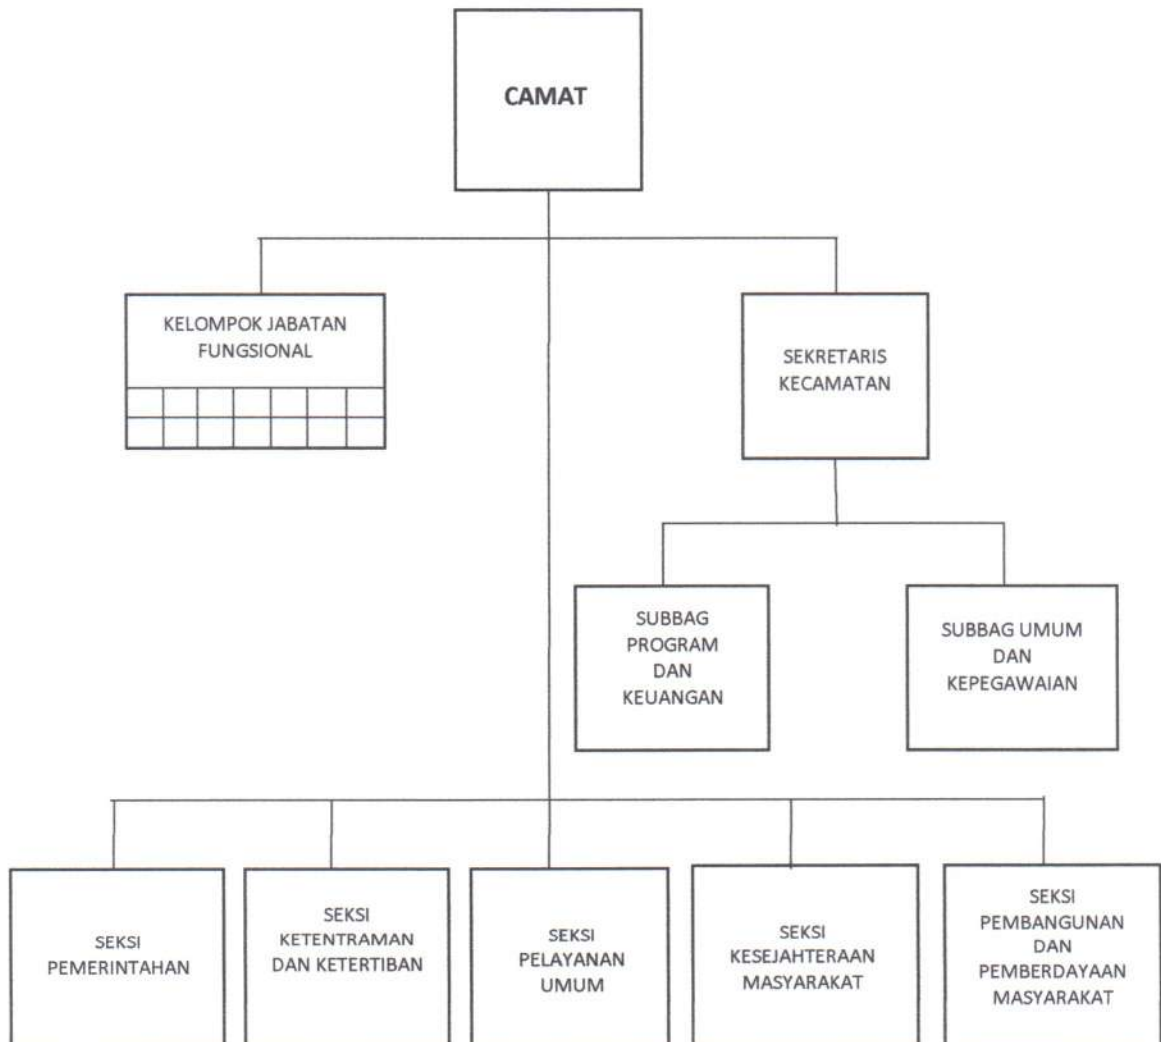 CAMAT
KELOMPOK JABATAN
FUNGSIONAL
SEKRETARIS
KECAMATAN
SUBBAG
PROGRAM
DAN
KEUANGAN
SUBBAG UMUM
DAN
KEPEGAWAIAN
SEKSI
PEMERINTAHAN
SEKSI
KETENTRAMAN
DAN KETERTIBAN
SEKSI
PELAYANAN
UMUM
SEKSI
KESEJAHTERAAN
MASYARAKAT
SEKSI
PEMBANGUNAN
DAN
PEMBERDAYAAN
MASYARAKAT